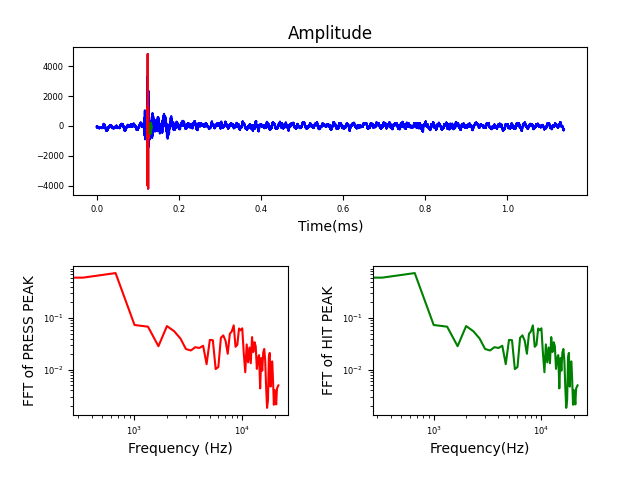 Amplitude
4000
2000
0
−2000
−4000
0.0 0.2 0.4 0.6 0.8 1.0
Time(ms)
FFT of PRESS PEAK
10⁻¹
10⁻²
10³ 10⁴
Frequency (Hz)
FFT of HIT PEAK
10⁻¹
10⁻²
10³ 10⁴
Frequency(Hz)